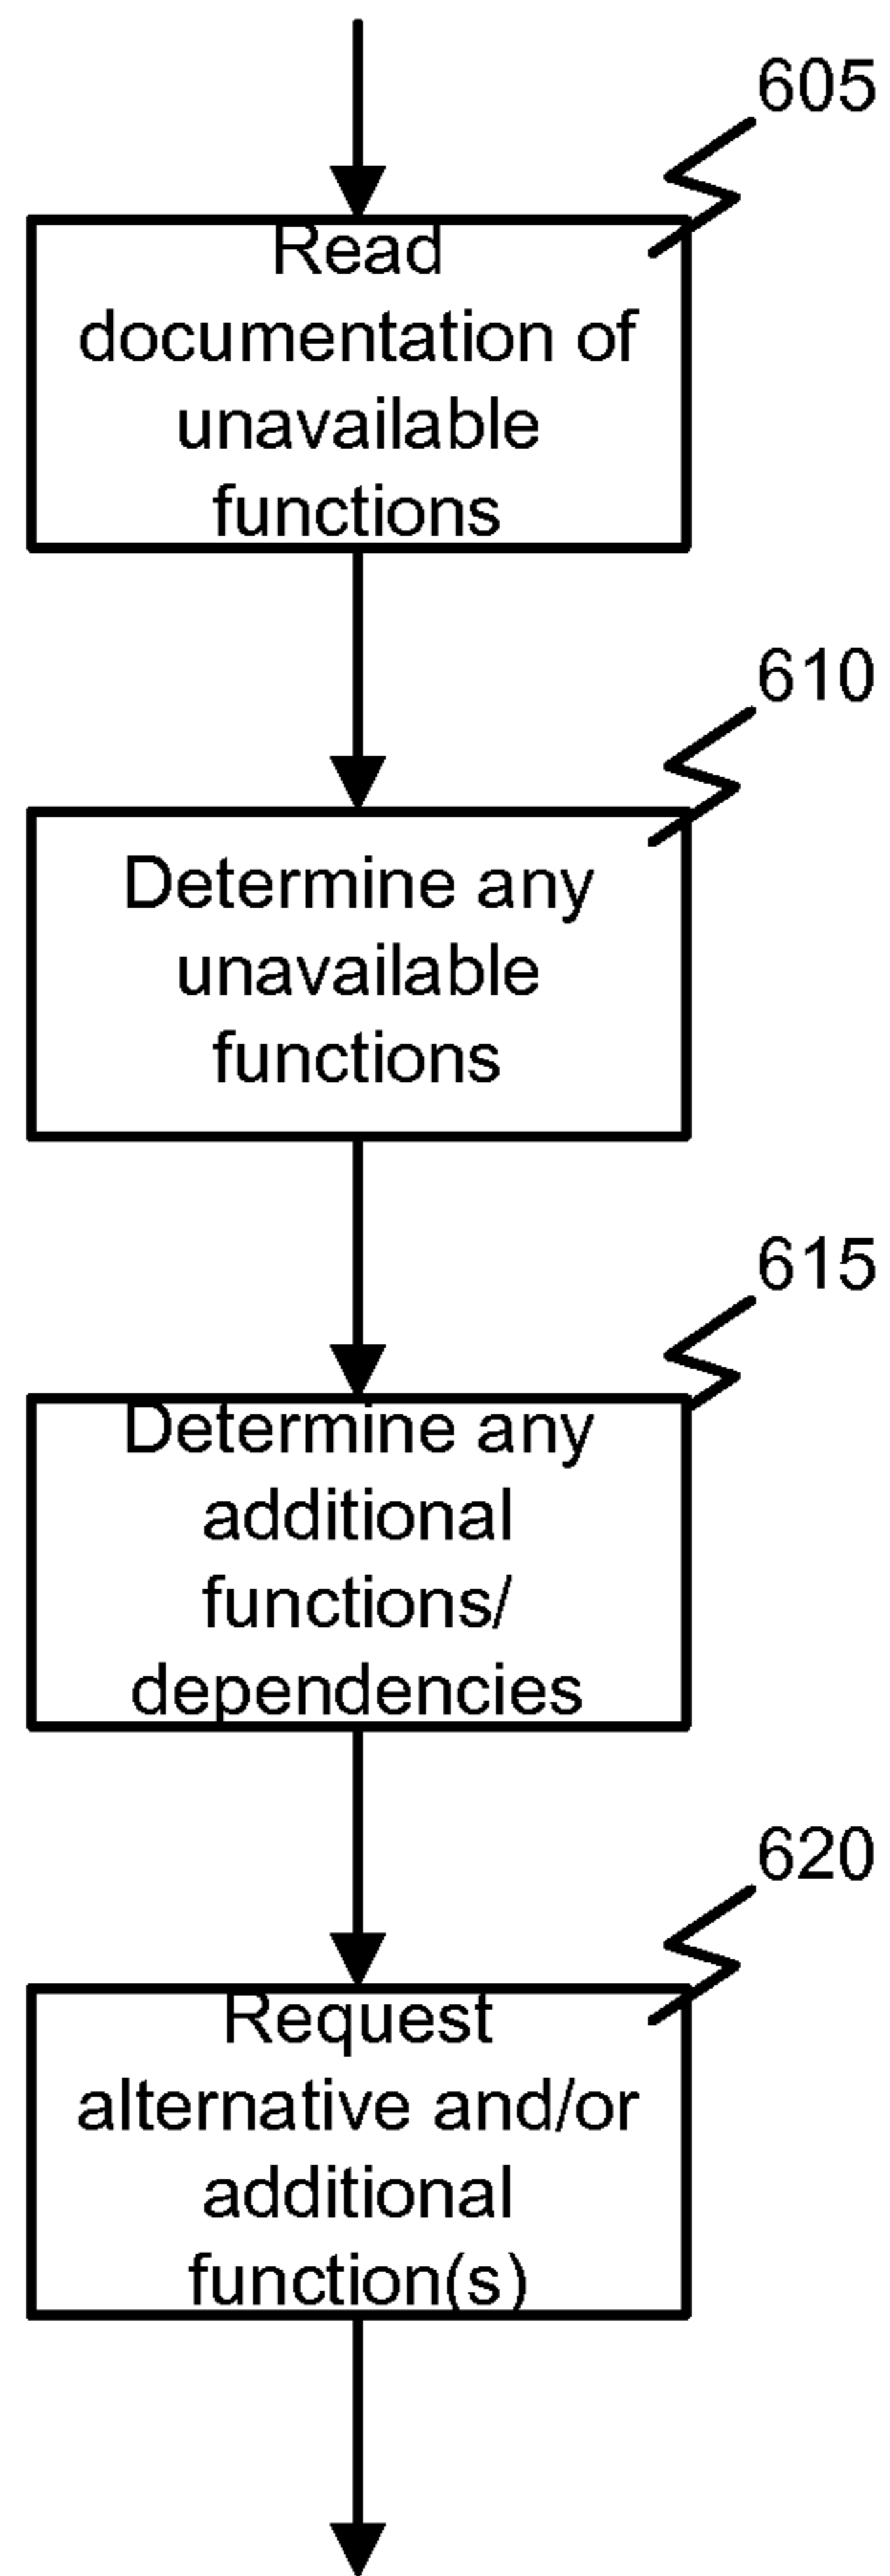 605
Read
documentation of
unavailable
functions
610
Determine any
unavailable
functions
615
Determine any
additional
functions/
dependencies
620
Request
alternative and/or
additional
function(s)